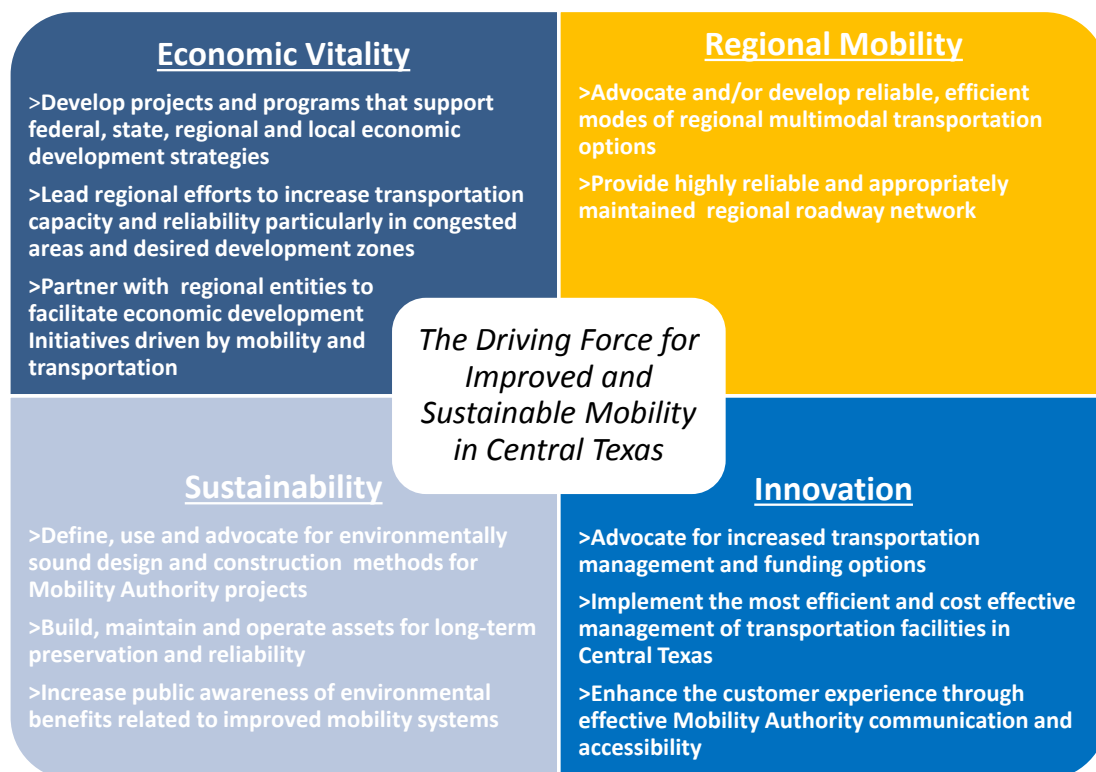 Economic Vitality
>Develop projects and programs that support
federal, state, regional and local economic
development strategies
>Lead regional efforts to increase transportation
capacity and reliability particularly in congested
areas and desired development zones
>Partner with  regional entities to
facilitate economic development
Initiatives driven by mobility and
transportation
Regional Mobility
>Advocate and/or develop reliable, efficient
modes of regional multimodal transportation
options
>Provide highly reliable and appropriately
maintained  regional roadway network
The Driving Force for
Improved and
Sustainable Mobility
in Central Texas
Sustainability
>Define, use and advocate for environmentally
sound design and construction  methods for
Mobility Authority projects
>Build, maintain and operate assets for long-term
preservation and reliability
>Increase public awareness of environmental
benefits related to improved mobility systems
Innovation
>Advocate for increased transportation
management and funding options
>Implement the most efficient and cost effective
management of transportation facilities in
Central Texas
>Enhance the customer experience through
effective Mobility Authority communication and
accessibility